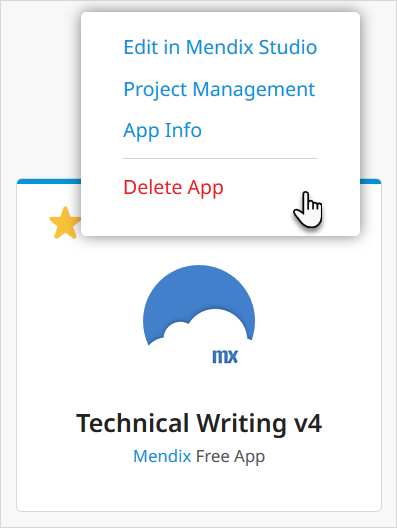 Edit in Mendix Studio
Project Management
App Info
Delete App
mx
Technical Writing v4
Mendix Free App